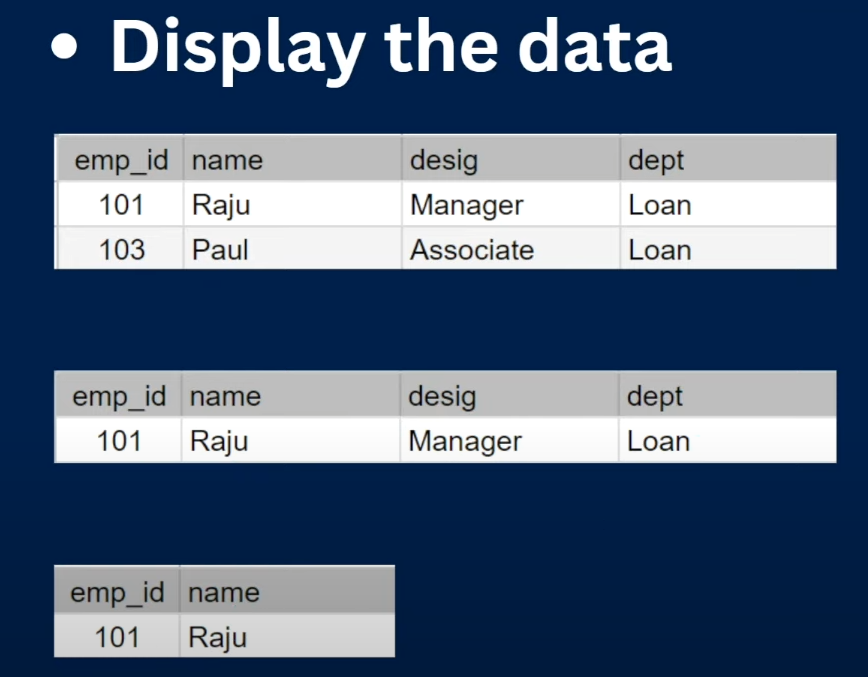 • Display the data
emp_id name desig dept
101 Raju Manager Loan
103 Paul Associate Loan
emp_id name desig dept
101 Raju Manager Loan
emp_id name
101 Raju